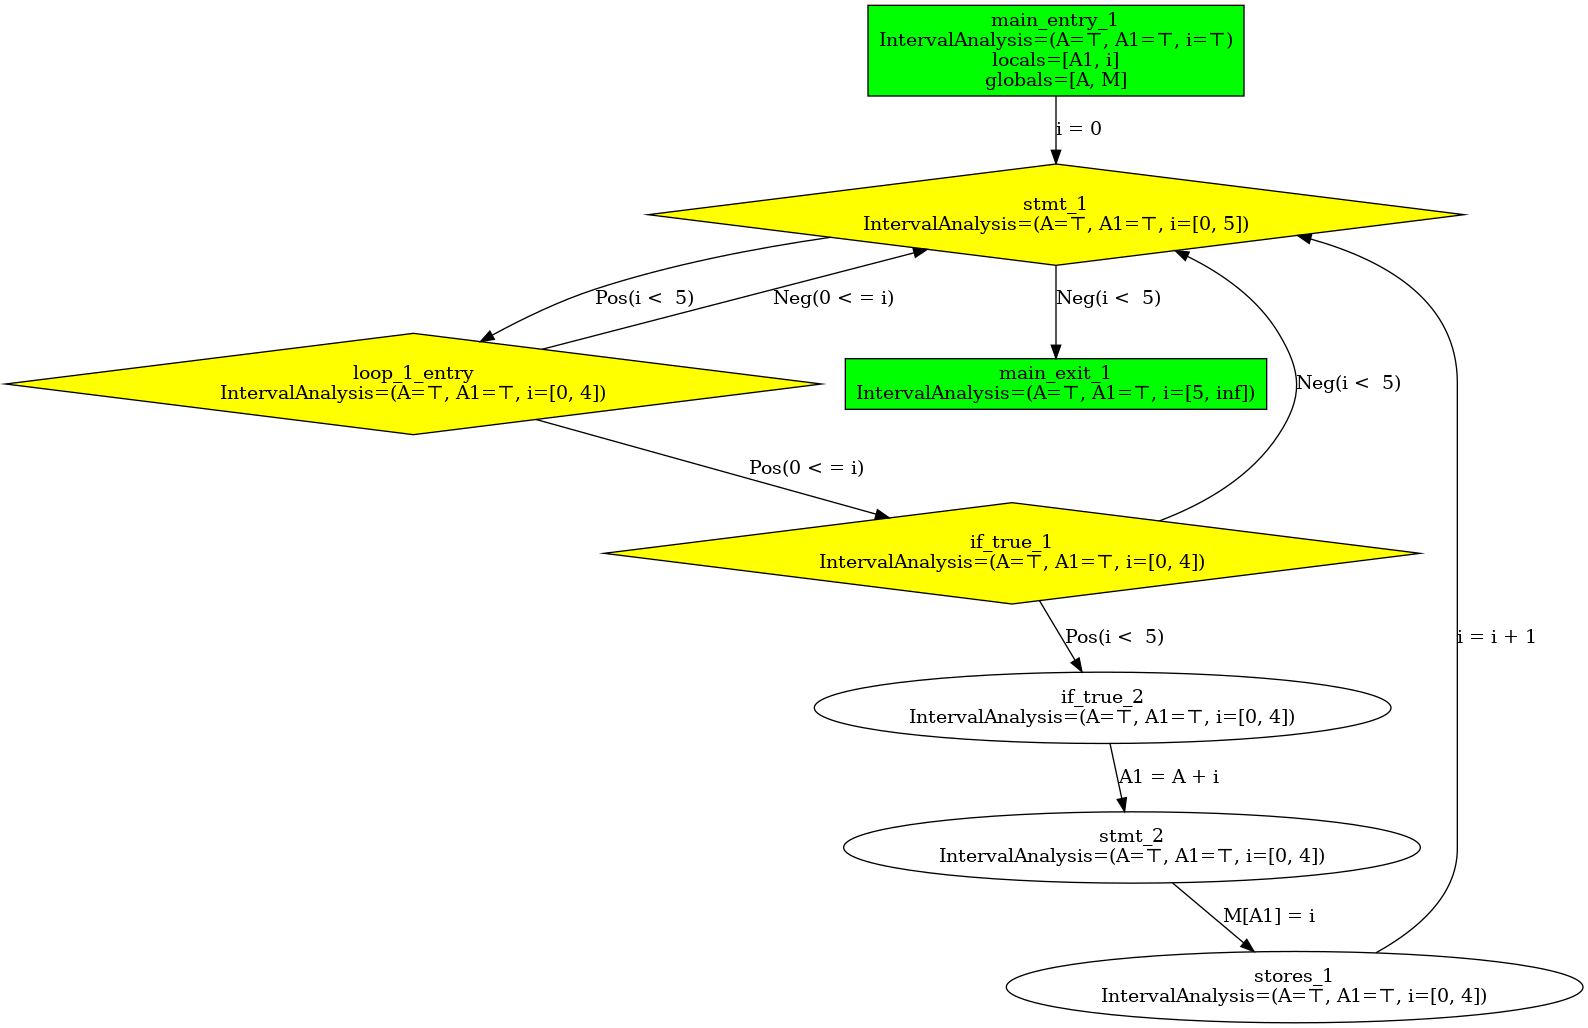 main_entry_1
IntervalAnalysis=(A=⊤, A1=⊤, i=⊤)
locals=[A1, i]
globals=[A, M]
i = 0
stmt_1
IntervalAnalysis=(A=⊤, A1=⊤, i=[0, 5])
Pos(i <  5)
Neg(0 < = i)
Neg(i <  5)
loop_1_entry
IntervalAnalysis=(A=⊤, A1=⊤, i=[0, 4])
main_exit_1
IntervalAnalysis=(A=⊤, A1=⊤, i=[5, inf])
Neg(i <  5)
Pos(0 < = i)
if_true_1
IntervalAnalysis=(A=⊤, A1=⊤, i=[0, 4])
Pos(i <  5)
i = i + 1
if_true_2
IntervalAnalysis=(A=⊤, A1=⊤, i=[0, 4])
A1 = A + i
stmt_2
IntervalAnalysis=(A=⊤, A1=⊤, i=[0, 4])
M[A1] = i
stores_1
IntervalAnalysis=(A=⊤, A1=⊤, i=[0, 4])